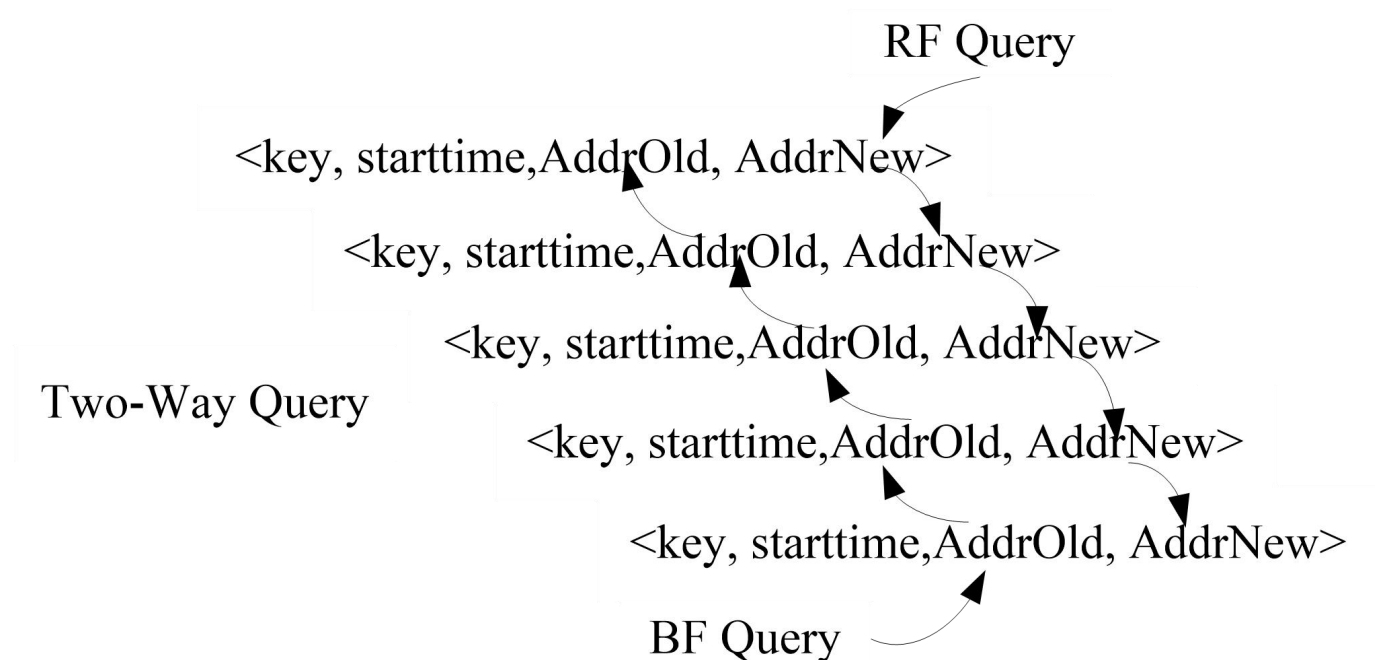 RF Query
<key, starttime,AddrOld, AddrNew>
<key, starttime,AddrOld, AddrNew>
<key, starttime,AddrOld, AddrNew>
Two-Way Query
<key, starttime,AddrOld, AddrNew>
<key, starttime,AddrOld, AddrNew>
BF Query